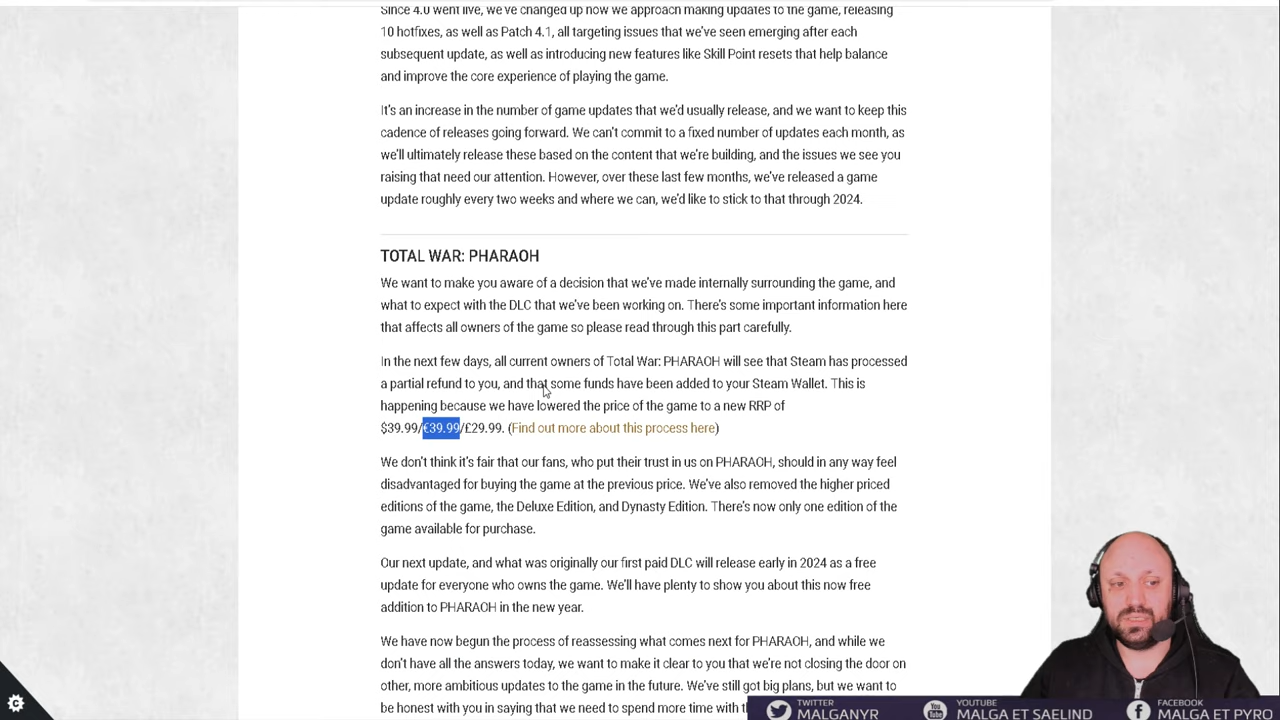 Since 4.0 went live, we've changed up how we approach making updates to the game, releasing
10 hotfixes, as well as Patch 4.1, all targeting issues that we've seen emerging after each
subsequent update, as well as introducing new features like Skill Point resets that help balance
and improve the core experience of playing the game.
It's an increase in the number of game updates that we'd usually release, and we want to keep this
cadence of releases going forward. We can't commit to a fixed number of updates each month, as
we'll ultimately release these based on the content that we're building, and the issues we see you
raising that need our attention. However, over these last few months, we've released a game
update roughly every two weeks and where we can, we'd like to stick to that through 2024.
TOTAL WAR: PHARAOH
We want to make you aware of a decision that we've made internally surrounding the game, and
what to expect with the DLC that we've been working on. There's some important information here
that affects all owners of the game so please read through this part carefully.
In the next few days, all current owners of Total War: PHARAOH will see that Steam has processed
a partial refund to you, and that some funds have been added to your Steam Wallet. This is
happening because we have lowered the price of the game to a new RRP of
$39.99/€39.99/£29.99. (Find out more about this process here)
We don't think it's fair that our fans, who put their trust in us on PHARAOH, should in any way feel
disadvantaged for buying the game at the previous price. We've also removed the higher priced
editions of the game, the Deluxe Edition, and Dynasty Edition. There's now only one edition of the
game available for purchase.
Our next update, and what was originally our first paid DLC will release early in 2024 as a free
update for everyone who owns the game. We'll have plenty to show you about this now free
addition to PHARAOH in the new year.
We have now begun the process of reassessing what comes next for PHARAOH, and while we
don't have all the answers today, we want to make it clear to you that we're not closing the door on
other, more ambitious updates to the game in the future. We've still got big plans, but we want to
be honest with you in saying that we need to spend more time with
TWITTER
MALGANYR
YOUTUBE
MALGA ET SAELIND
FACEBOOK
MALGA ET PYRO